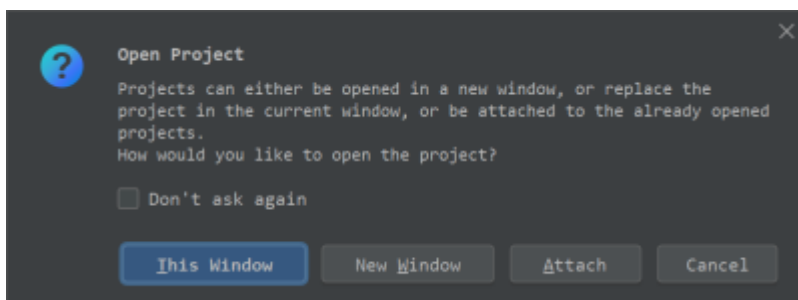 Open Project
Projects can either be opened in a new window, or replace the
project in the current window, or be attached to the already opened
projects.
How would you like to open the project?
Don't ask again
This Window
New Window
Attach
Cancel